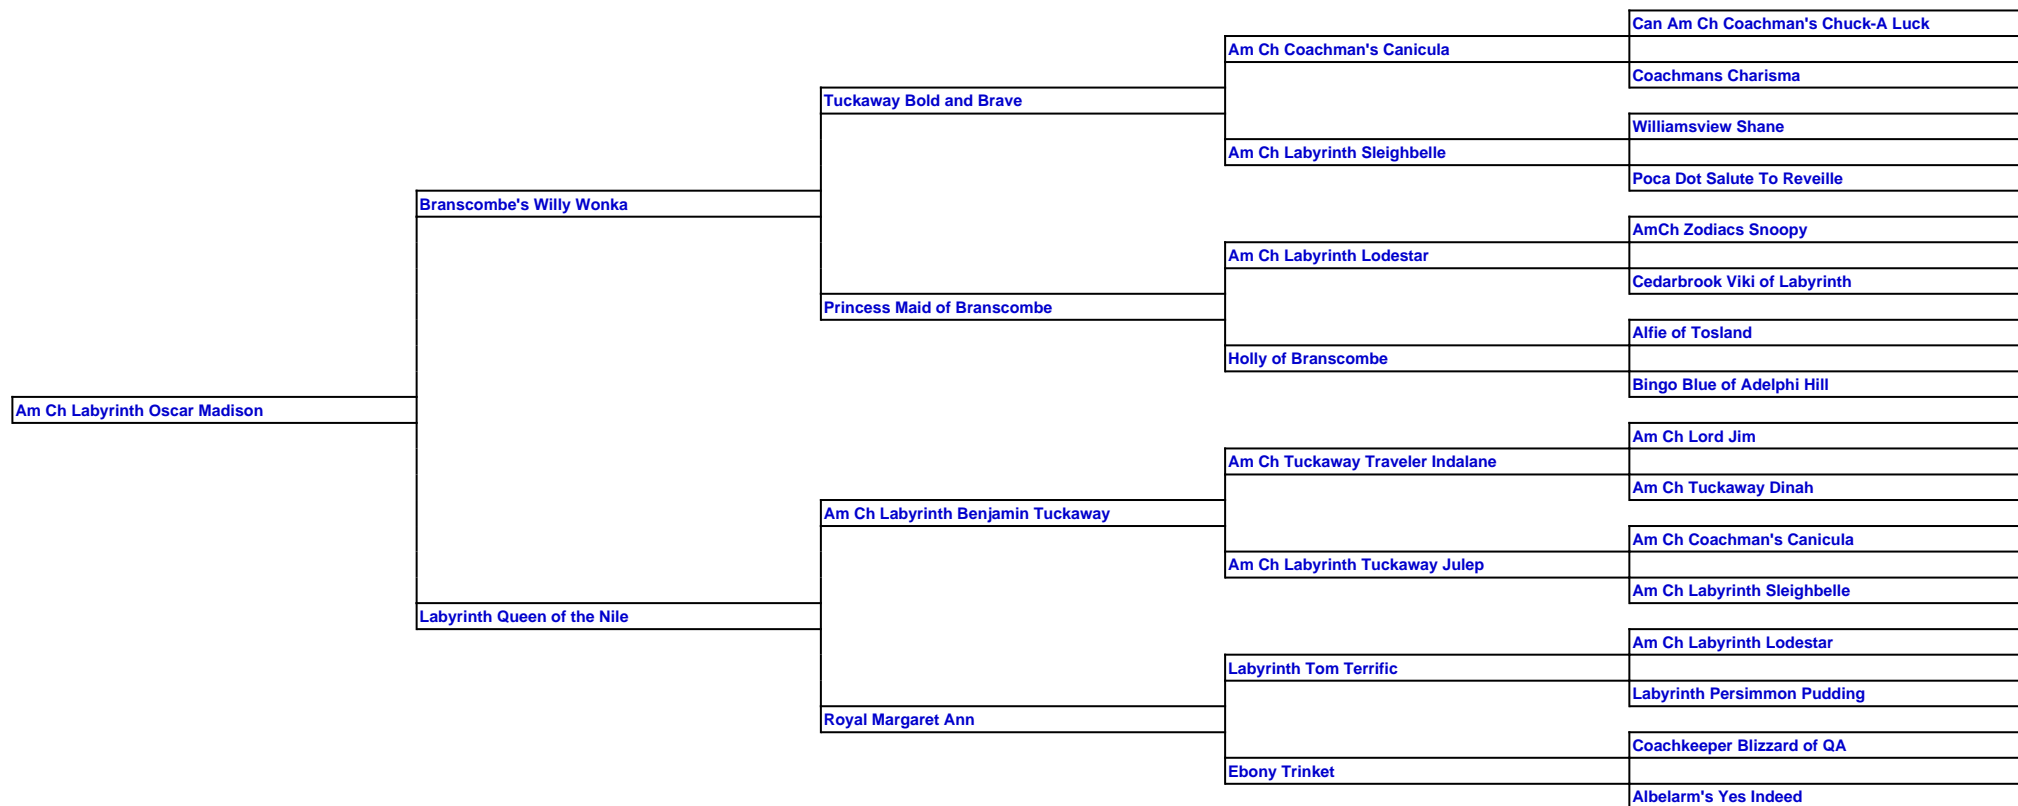 Can Am Ch Coachman's Chuck-A Luck
Am Ch Coachman's Canicula
Coachmans Charisma
Tuckaway Bold and Brave
Williamsview Shane
Am Ch Labyrinth Sleighbelle
Poca Dot Salute To Reveille
Branscombe's Willy Wonka
AmCh Zodiacs Snoopy
Am Ch Labyrinth Lodestar
Cedarbrook Viki of Labyrinth
Princess Maid of Branscombe
Alfie of Tosland
Holly of Branscombe
Bingo Blue of Adelphi Hill
Am Ch Labyrinth Oscar Madison
Am Ch Lord Jim
Am Ch Tuckaway Traveler Indalane
Am Ch Tuckaway Dinah
Am Ch Labyrinth Benjamin Tuckaway
Am Ch Coachman's Canicula
Am Ch Labyrinth Tuckaway Julep
Am Ch Labyrinth Sleighbelle
Labyrinth Queen of the Nile
Am Ch Labyrinth Lodestar
Labyrinth Tom Terrific
Labyrinth Persimmon Pudding
Royal Margaret Ann
Coachkeeper Blizzard of QA
Ebony Trinket
Albelarm's Yes Indeed